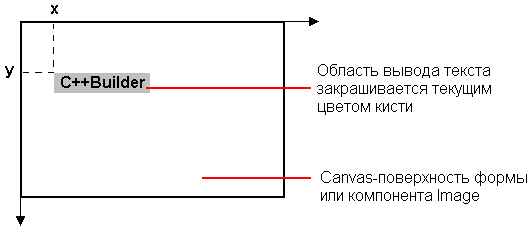 x
y
C++Builder
Область вывода текста
закрашивается текущим
цветом кисти
Canvas-поверхность формы
или компонента Image